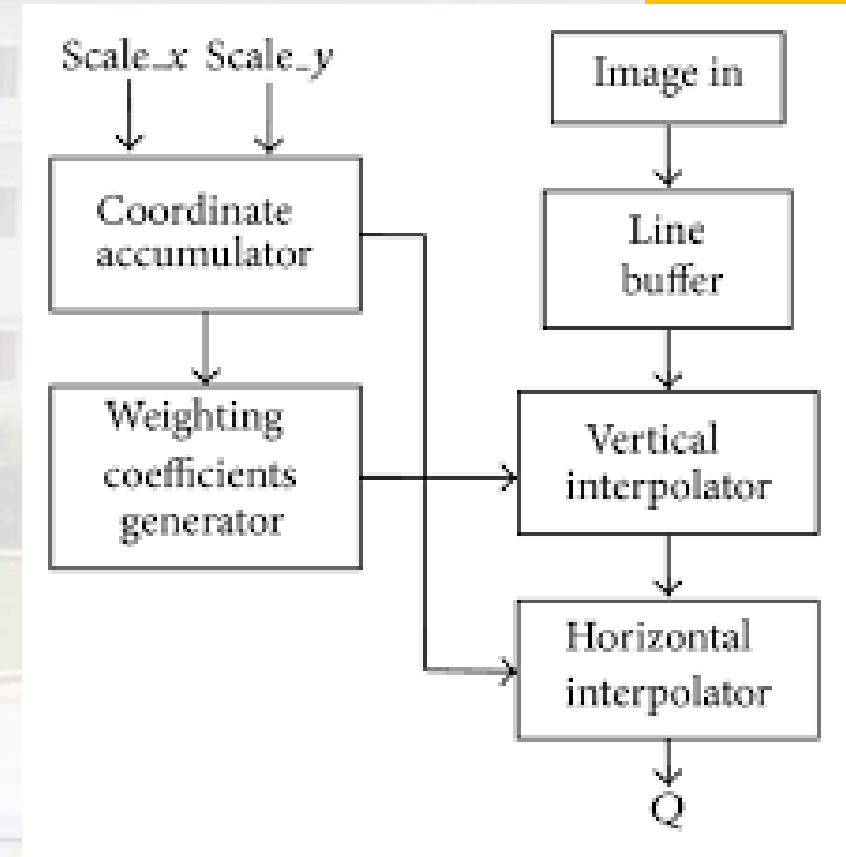 Scale_x Scale_y
Coordinate
accumulator
Weighting
coefficients
generator
Image in
Line
buffer
Vertical
interpolator
Horizontal
interpolator
Q